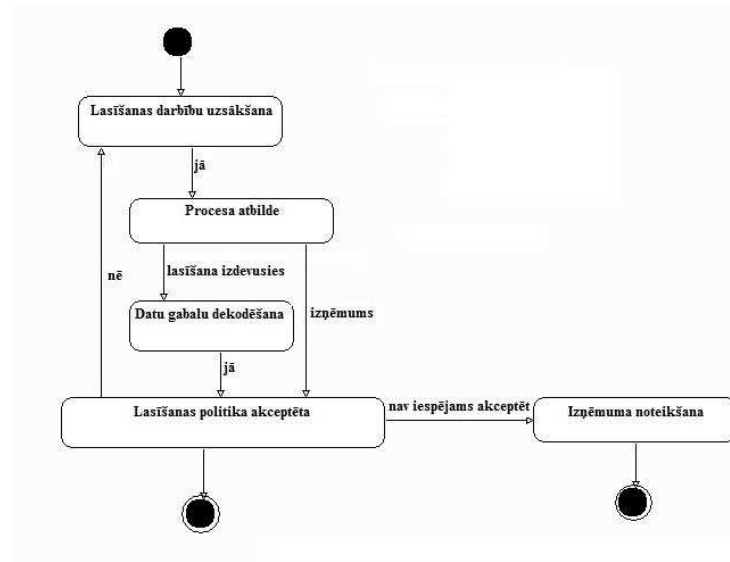 Lasīšanas darbību uzsākšana
jā
Procesa atbilde
lasīšana izdevusies
nē
Datu gabalu dekodēšana
izņēmums
jā
Lasīšanas politika akceptēta
nav iespējams akceptēt
Izņēmuma noteikšana